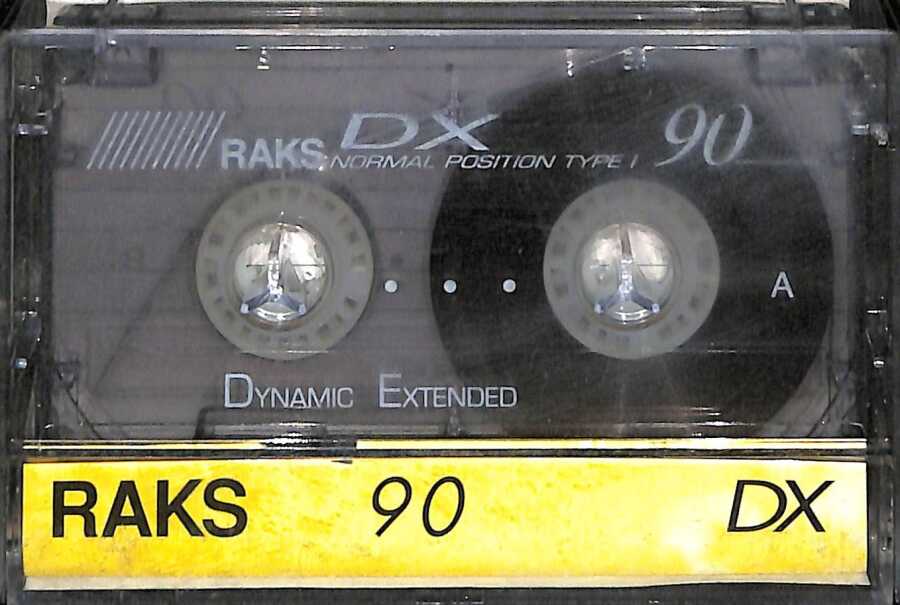 RAKS DX 90
NORMAL POSITION TYPE I
A
DYNAMIC EXTENDED
RAKS 90 DX